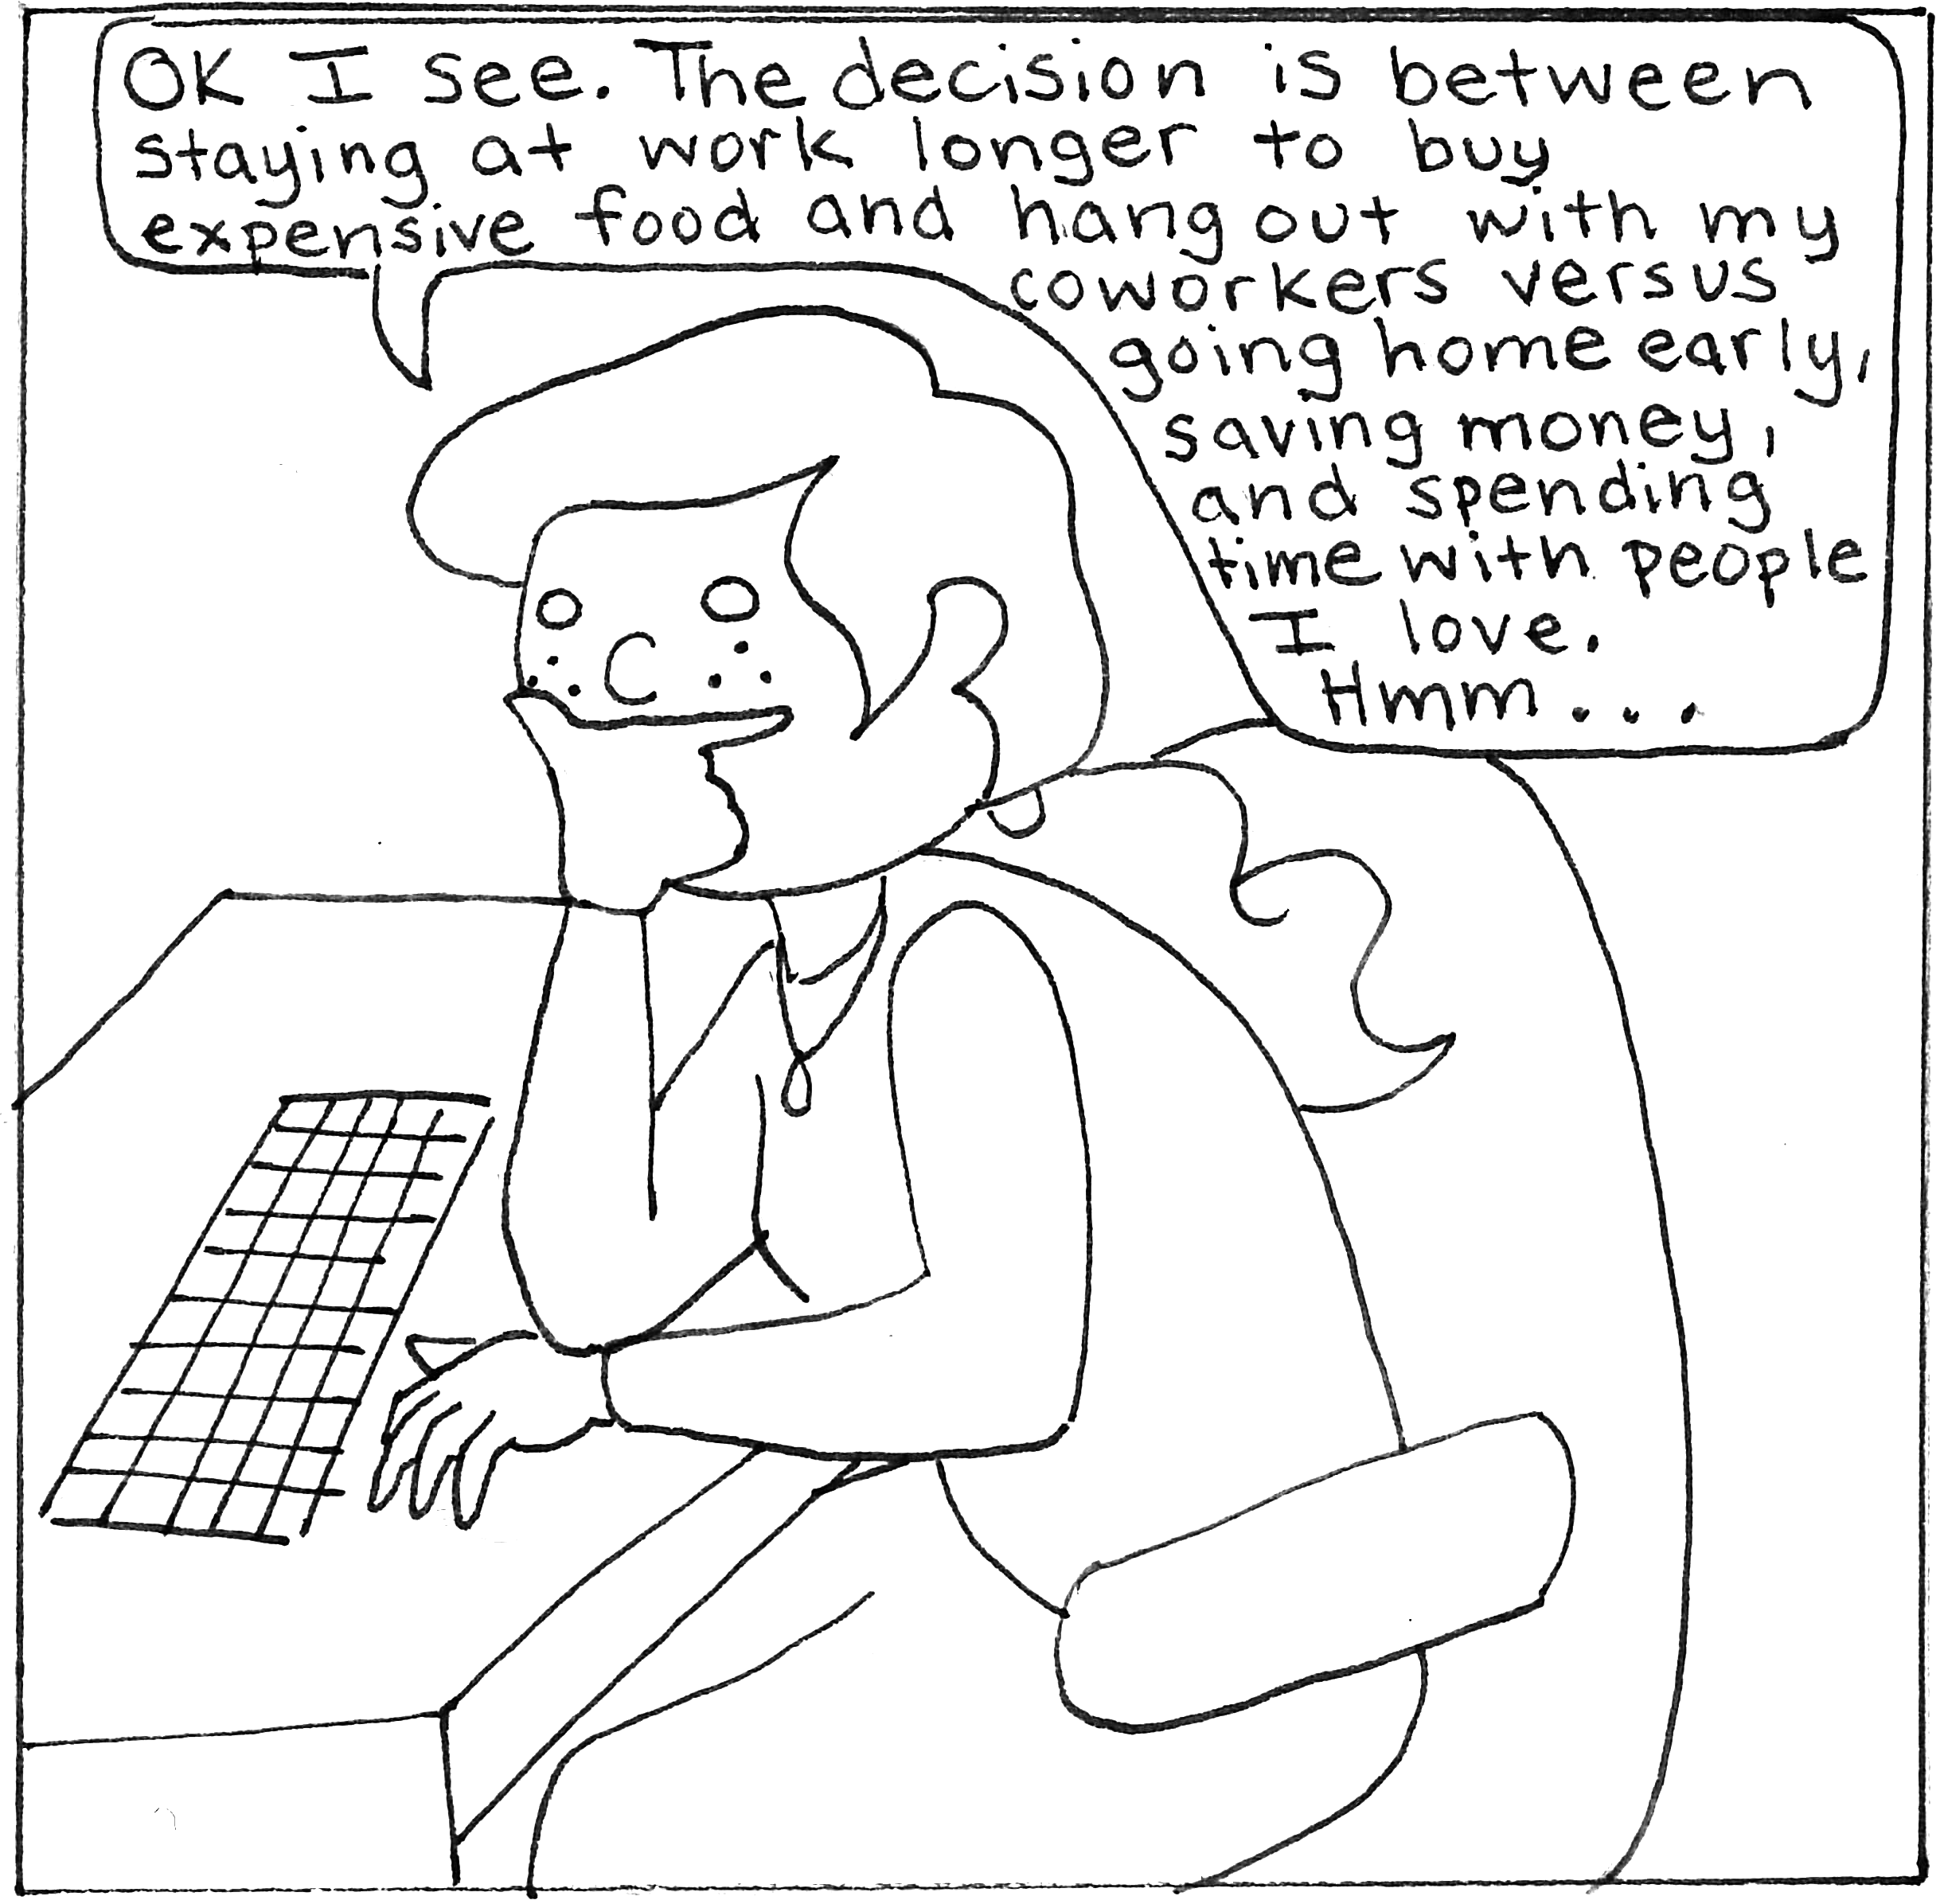 OK I see. The decision is between
staying at work longer to buy
expensive food and hang out with my
coworkers versus
going home early,
saving money,
and spending
time with people
I love.
Hmm...